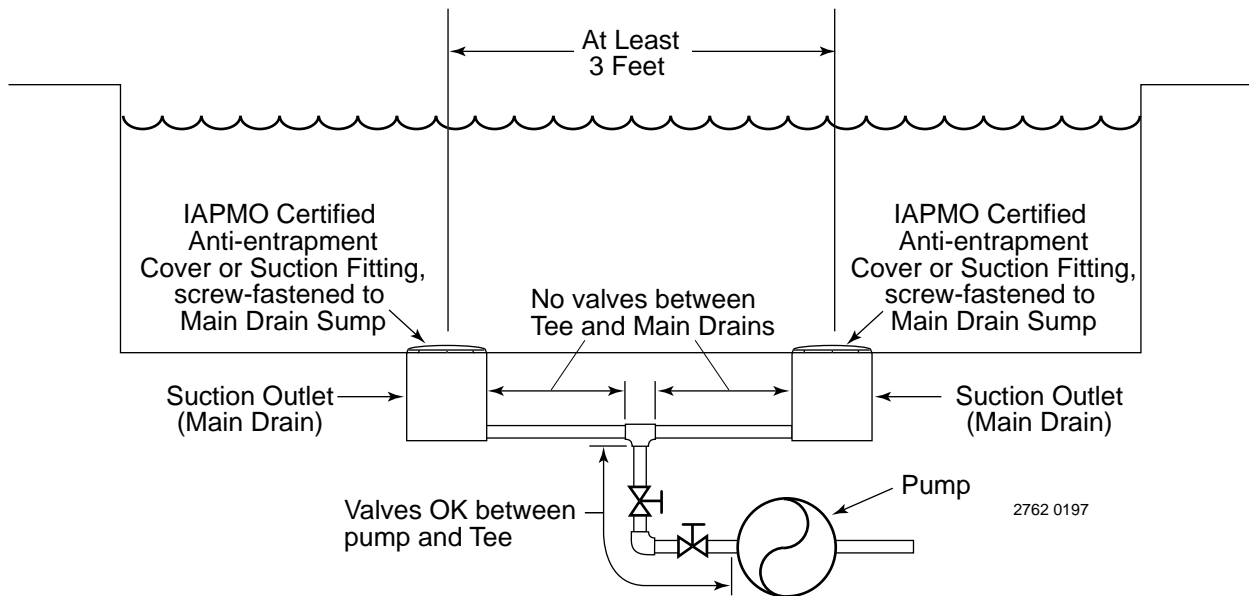 At Least
3 Feet
IAPMO Certified
Anti-entrapment
Cover or Suction Fitting,
screw-fastened to
Main Drain Sump
No valves between
Tee and Main Drains
IAPMO Certified
Anti-entrapment
Cover or Suction Fitting,
screw-fastened to
Main Drain Sump
Suction Outlet
(Main Drain)
Suction Outlet
(Main Drain)
Valves OK between
pump and Tee
Pump
2762 0197